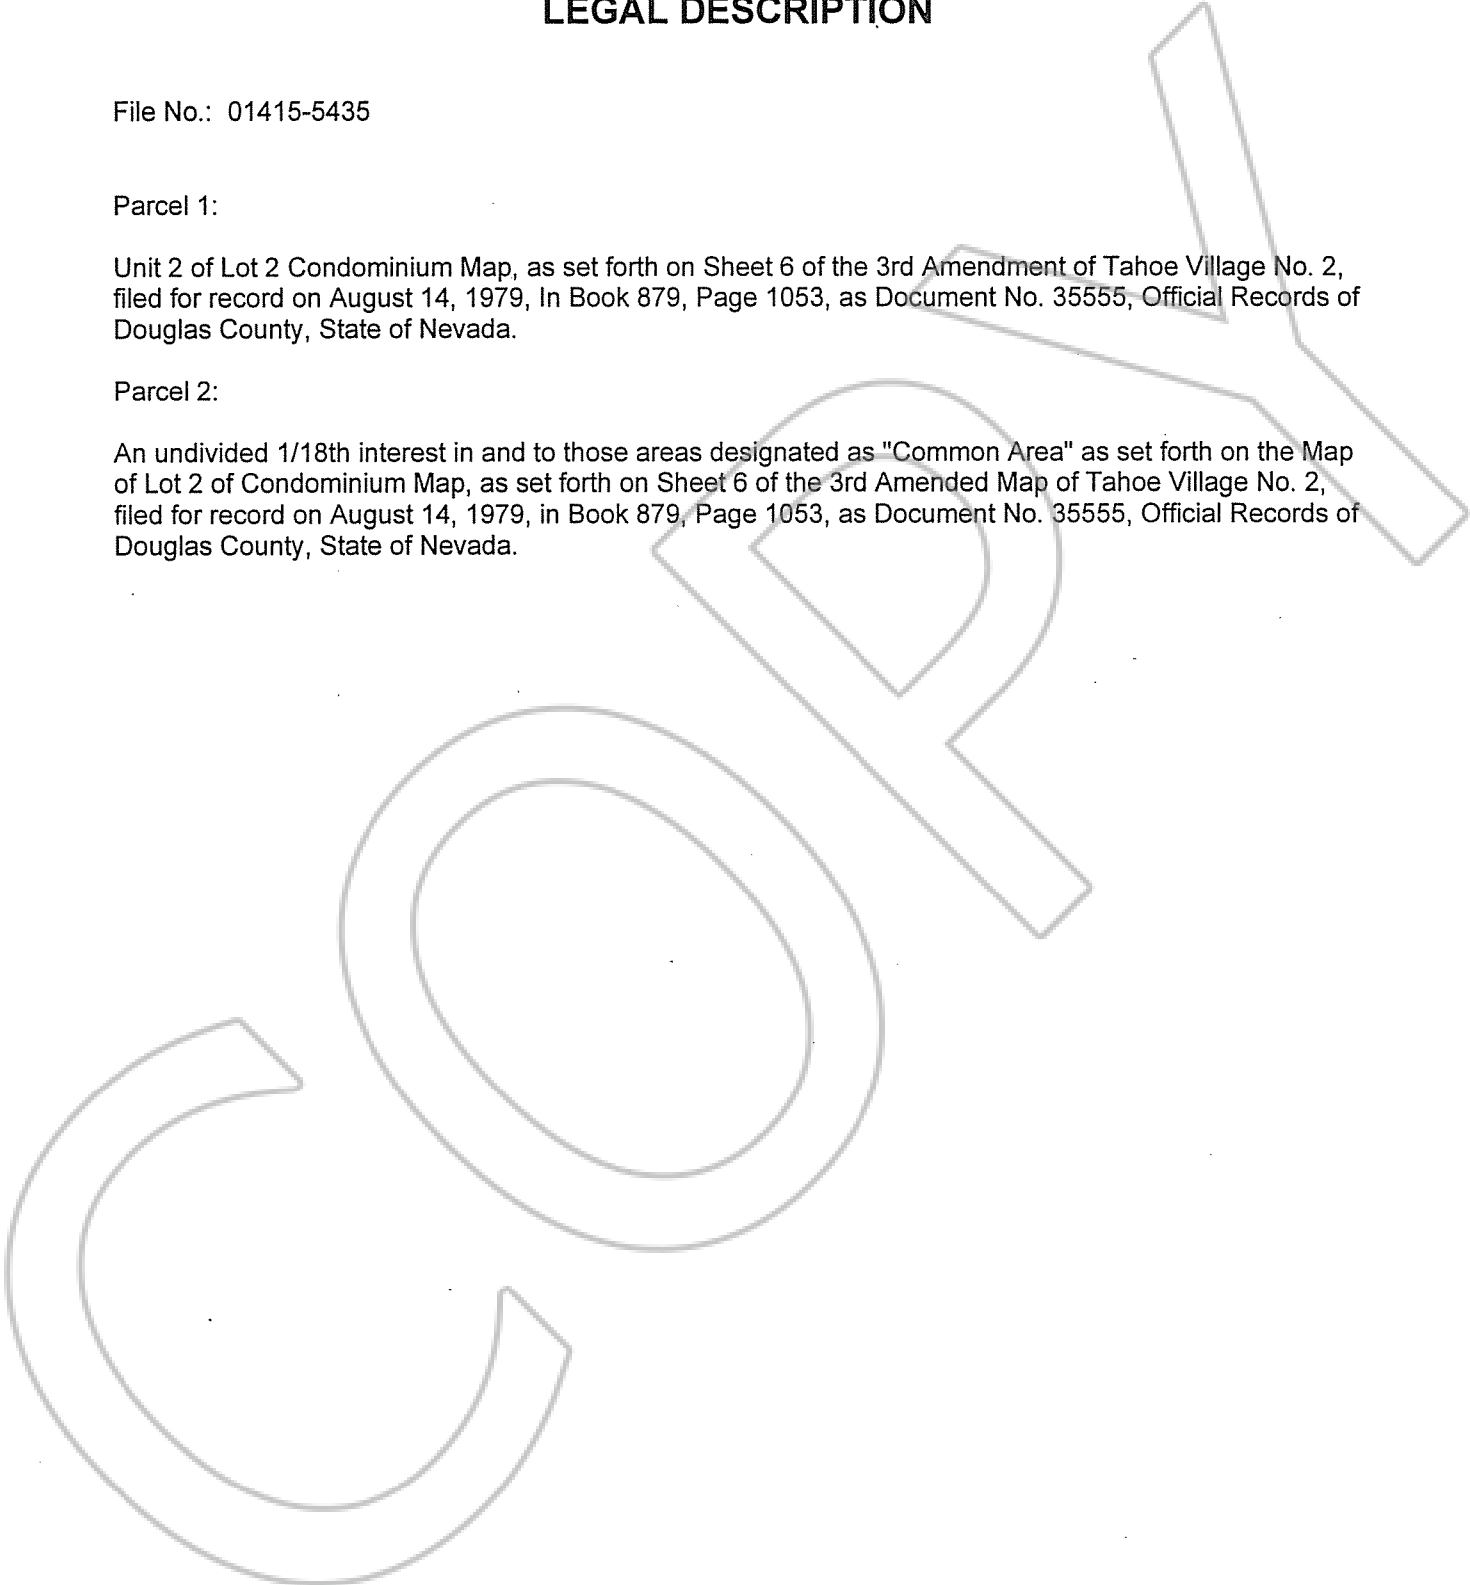 LEGAL DESCRIPTION
File No.: 01415-5435
Parcel 1:
Unit 2 of Lot 2 Condominium Map, as set forth on Sheet 6 of the 3rd Amendment of Tahoe Village No. 2,
filed for record on August 14, 1979, In Book 879, Page 1053, as Document No. 35555, Official Records of
Douglas County, State of Nevada.
Parcel 2:
An undivided 1/18th interest in and to those areas designated as "Common Area" as set forth on the Map
of Lot 2 of Condominium Map, as set forth on Sheet 6 of the 3rd Amended Map of Tahoe Village No. 2,
filed for record on August 14, 1979, in Book 879, Page 1053, as Document No. 35555, Official Records of
Douglas County, State of Nevada.
COPY